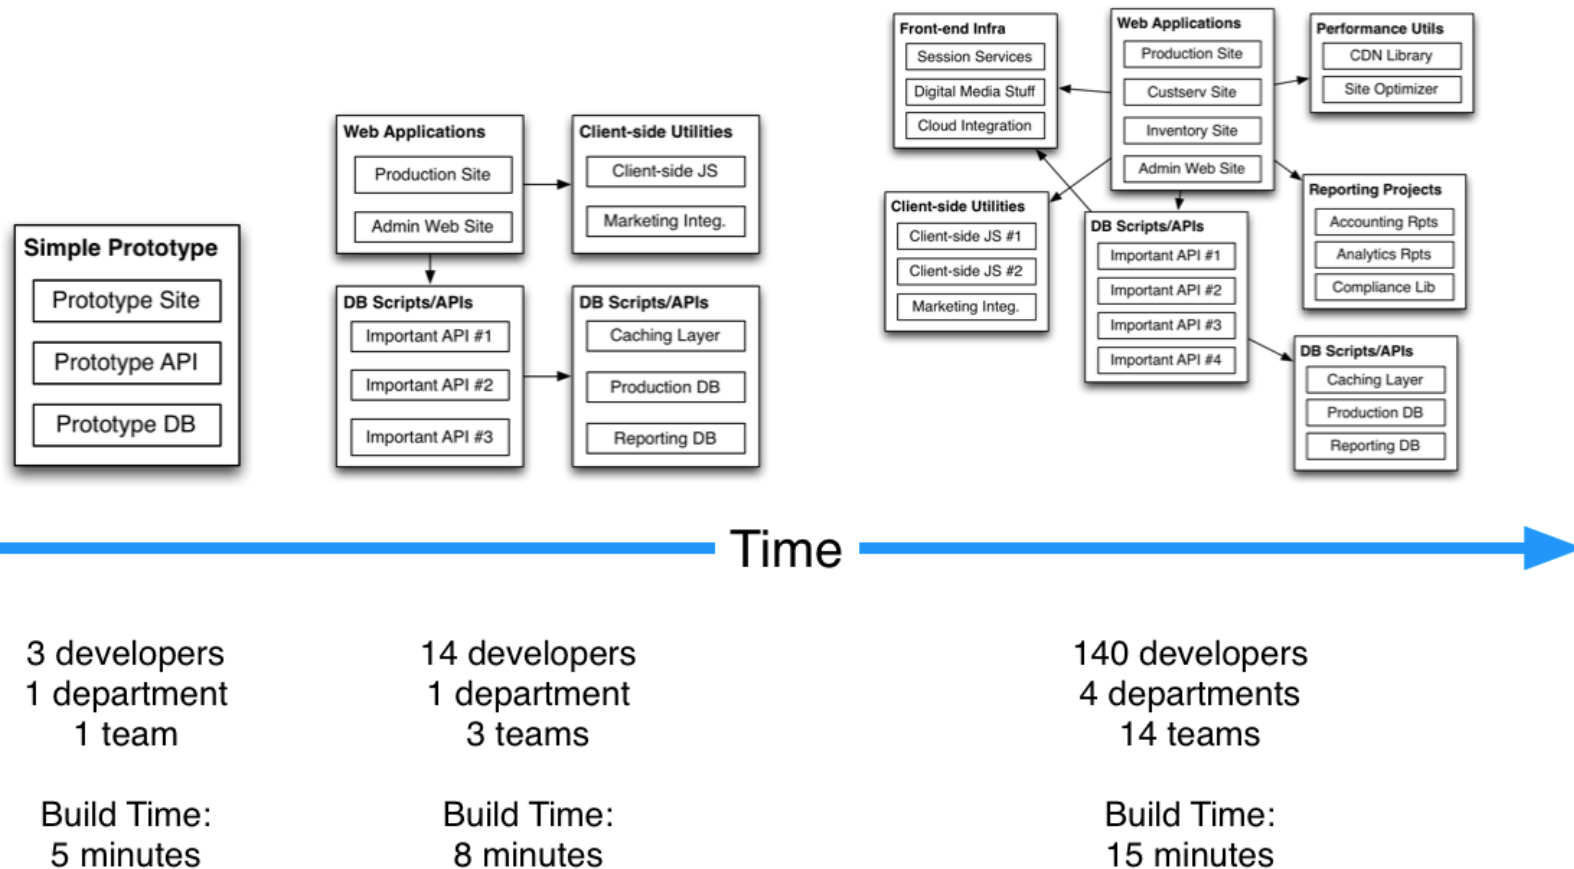 Simple Prototype
Prototype Site
Prototype API
Prototype DB
Web Applications
Production Site
Admin Web Site
Client-side Utilities
Client-side JS
Marketing Integ.
DB Scripts/APIs
Important API #1
Important API #2
Important API #3
DB Scripts/APIs
Caching Layer
Production DB
Reporting DB
Front-end Infra
Session Services
Digital Media Stuff
Cloud Integration
Web Applications
Production Site
Custserv Site
Inventory Site
Admin Web Site
Performance Utils
CDN Library
Site Optimizer
Client-side Utilities
Client-side JS #1
Client-side JS #2
Marketing Integ.
DB Scripts/APIs
Important API #1
Important API #2
Important API #3
Important API #4
Reporting Projects
Accounting Rpts
Analytics Rpts
Compliance Lib
DB Scripts/APIs
Caching Layer
Production DB
Reporting DB
Time
3 developers
1 department
1 team
Build Time:
5 minutes
14 developers
1 department
3 teams
Build Time:
8 minutes
140 developers
4 departments
14 teams
Build Time:
15 minutes